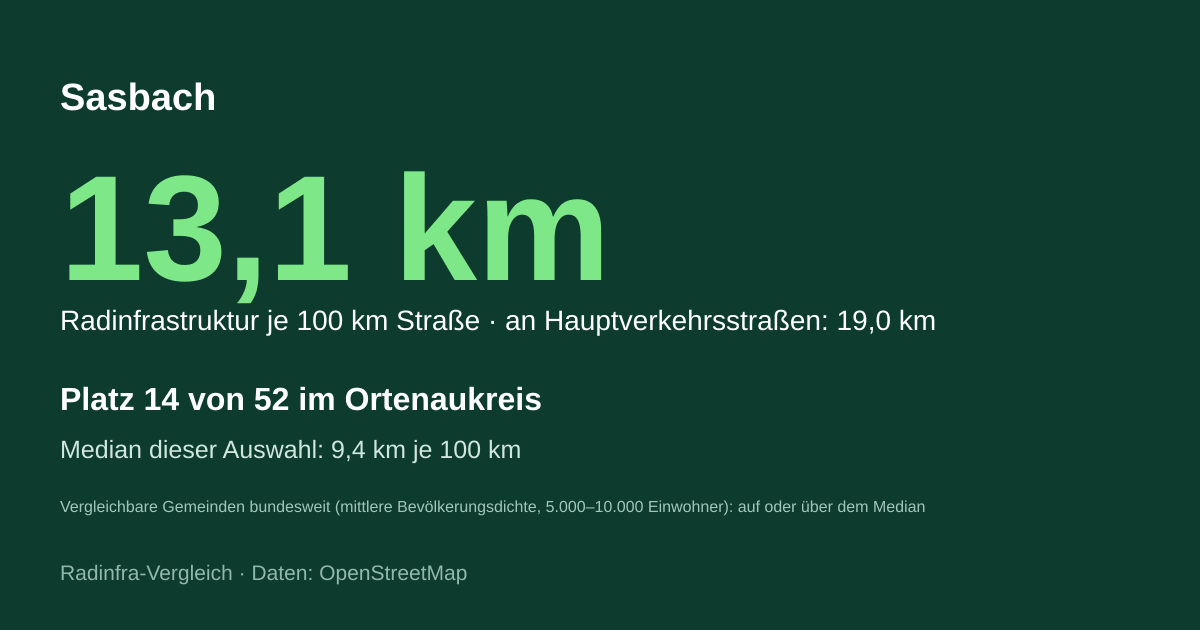 Sasbach
13,1 km
Radinfrastruktur je 100 km Straße · an Hauptverkehrsstraßen: 19,0 km
Platz 14 von 52 im Ortenaukreis
Median dieser Auswahl: 9,4 km je 100 km
Vergleichbare Gemeinden bundesweit (mittlere Bevölkerungsdichte, 5.000–10.000 Einwohner): auf oder über dem Median
Radinfra-Vergleich · Daten: OpenStreetMap